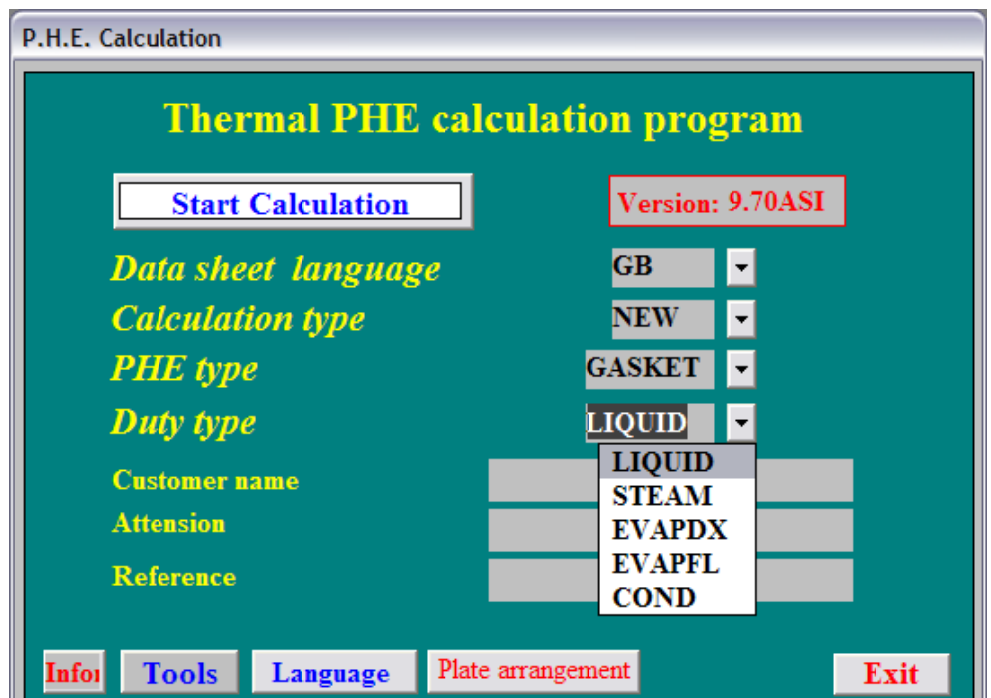 P.H.E. Calculation
Thermal PHE calculation program
Start Calculation
Version: 9.70ASI
Data sheet language
GB
Calculation type
NEW
PHE type
GASKET
Duty type
LIQUID
LIQUID
STEAM
EVAPDX
EVAPFL
COND
Customer name
Attension
Reference
Tools
Language
Plate arrangement
Exit